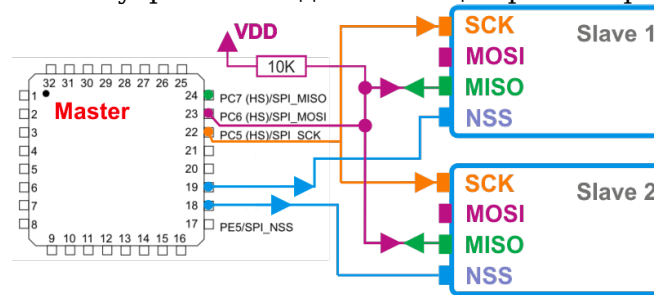 VDD
10K
32 31 30 29 28 27 26 25
1
2
3
4
5
6
7
8
Master
24 PC7 (HS)/SPI_MISO
23 PC6 (HS)/SPI_MOSI
22 PC5 (HS)/SPI_SCK
21
20
19
18
17 PE5/SPI_NSS
9 10 11 12 13 14 15 16
SCK
Slave 1
MOSI
MISO
NSS
SCK
Slave 2
MOSI
MISO
NSS